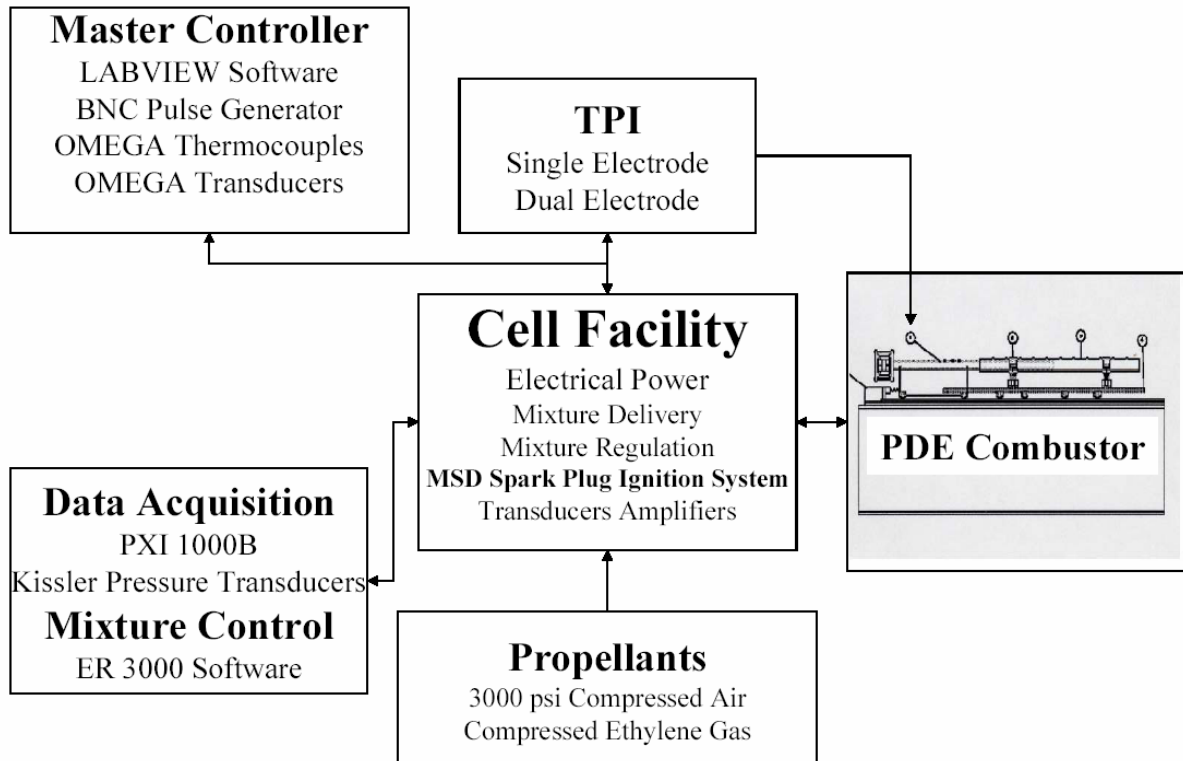 Master Controller
LABVIEW Software
BNC Pulse Generator
OMEGA Thermocouples
OMEGA Transducers
TPI
Single Electrode
Dual Electrode
Cell Facility
Electrical Power
Mixture Delivery
Mixture Regulation
MSD Spark Plug Ignition System
Transducers Amplifiers
PDE Combustor
Data Acquisition
PXI 1000B
Kissler Pressure Transducers
Mixture Control
ER 3000 Software
Propellants
3000 psi Compressed Air
Compressed Ethylene Gas